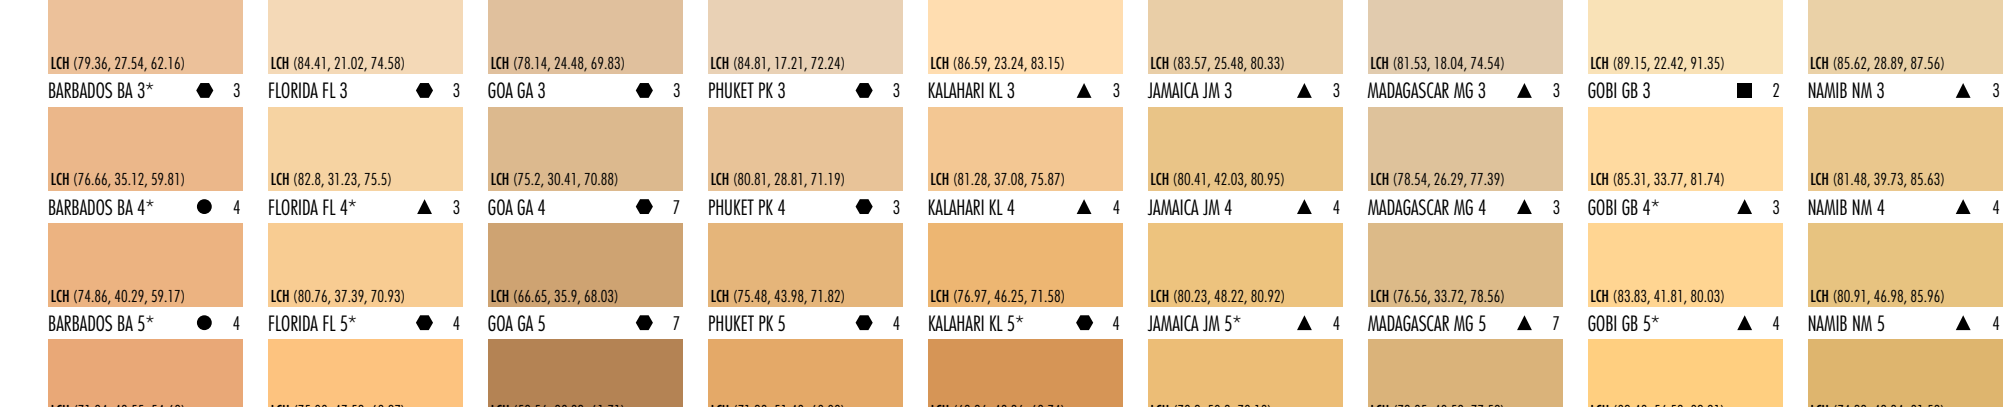 LCH (79.36, 27.54, 62.16) LCH (84.41, 21.02, 74.58) LCH (78.14, 24.48, 69.83) LCH (84.81, 17.21, 72.24) LCH (86.59, 23.24, 83.15) LCH (83.57, 25.48, 80.33) LCH (81.53, 18.04, 74.54) LCH (89.15, 22.42, 91.35) LCH (85.62, 28.89, 87.56)
BARBADOS BA 3* 3 FLORIDA FL 3 3 GOA GA 3 3 PHUKET PK 3 3 KALAHARI KL 3 3 JAMAICA JM 3 3 MADAGASCAR MG 3 3 GOBI GB 3 2 NAMIB NM 3 3
LCH (76.66, 35.12, 59.81) LCH (82.8, 31.23, 75.5) LCH (75.2, 30.41, 70.88) LCH (80.81, 28.81, 71.19) LCH (81.28, 37.08, 75.87) LCH (80.41, 42.03, 80.95) LCH (78.54, 26.29, 77.39) LCH (85.31, 33.77, 81.74) LCH (81.48, 39.73, 85.63)
BARBADOS BA 4* 4 FLORIDA FL 4* 3 GOA GA 4 7 PHUKET PK 4 3 KALAHARI KL 4 4 JAMAICA JM 4 4 MADAGASCAR MG 4 3 GOBI GB 4* 3 NAMIB NM 4 4
LCH (74.86, 40.29, 59.17) LCH (80.76, 37.39, 70.93) LCH (66.65, 35.9, 68.03) LCH (75.48, 43.98, 71.82) LCH (76.97, 46.25, 71.58) LCH (80.23, 48.22, 80.92) LCH (76.56, 33.72, 78.56) LCH (83.83, 41.81, 80.03) LCH (80.91, 46.98, 85.96)
BARBADOS BA 5* 4 FLORIDA FL 5* 4 GOA GA 5 7 PHUKET PK 5 4 KALAHARI KL 5* 4 JAMAICA JM 5* 4 MADAGASCAR MG 5 7 GOBI GB 5* 4 NAMIB NM 5 4